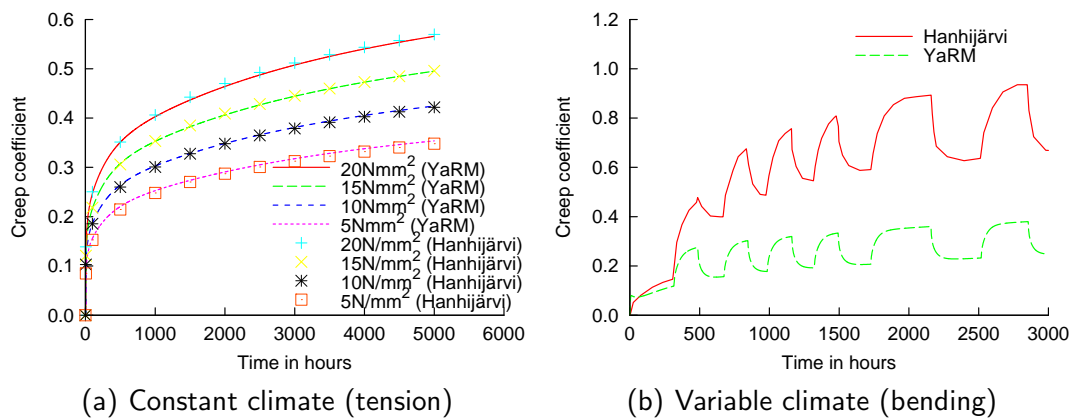 0.6
0.5
0.4
0.3
0.2
0.1
0.0
Creep coefficient
0
1000
2000
3000
4000
5000
6000
Time in hours
20Nmm² (YaRM)
15Nmm² (YaRM)
10Nmm² (YaRM)
5Nmm² (YaRM)
20N/mm² (Hanhijärvi)
15N/mm² (Hanhijärvi)
10N/mm² (Hanhijärvi)
5N/mm² (Hanhijärvi)
(a) Constant climate (tension)
1.2
1.0
0.8
0.6
0.4
0.2
0.0
Creep coefficient
0
500
1000
1500
2000
2500
3000
Time in hours
Hanhijärvi
YaRM
(b) Variable climate (bending)